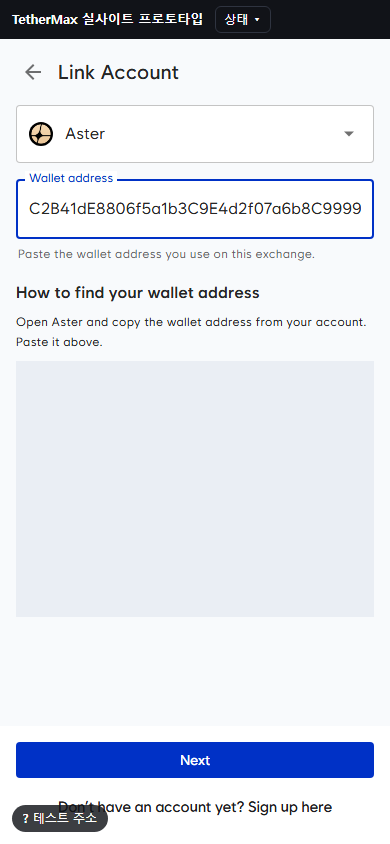 TetherMax 실사이트 프로토타입 상태
Link Account
Aster
Wallet address
C2B41dE8806f5a1b3C9E4d2f07a6b8C9999
Paste the wallet address you use on this exchange.
How to find your wallet address
Open Aster and copy the wallet address from your account.
Paste it above.
Next
Don't have an account yet? Sign up here
? 테스트 주소